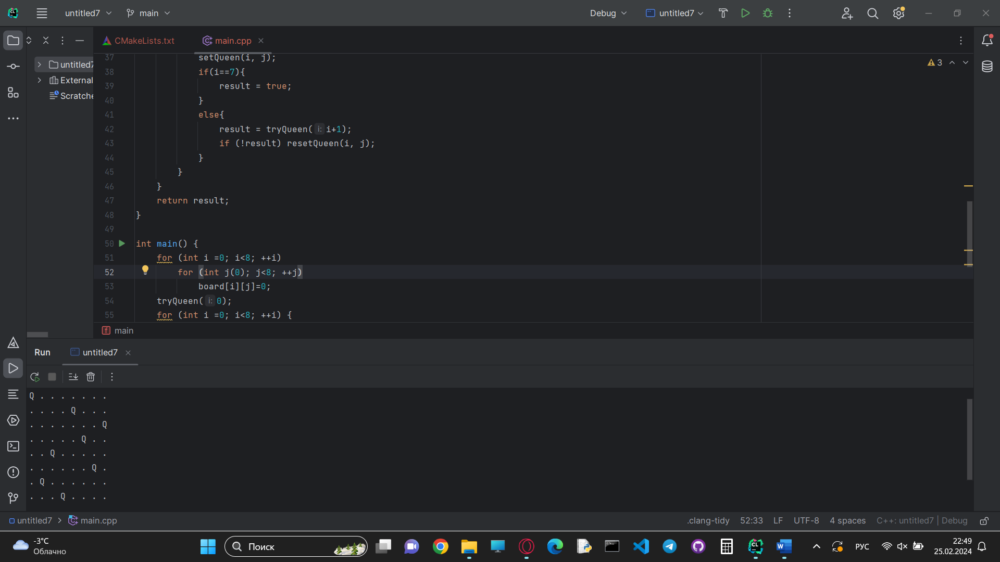 untitled7 main Debug untitled7
CMakeLists.txt main.cpp
untitled7
External
Scratche
3
37 setQueen(i, j);
38 if(i==7){
39 result = true;
40 }
41 else{
42 result = tryQueen( i: i+1);
43 if (!result) resetQueen(i, j);
44 }
45 }
46 }
47 return result;
48 }
49
50 int main() {
51 for (int i =0; i<8; ++i)
52 for (int j(0); j<8; ++j)
53 board[i][j]=0;
54 tryQueen( i: 0);
55 for (int i =0; i<8; ++i) {
f main
Run untitled7
Q . . . . . . .
. . . . Q . . .
. . . . . . . Q
. . . . . Q . .
. . Q . . . . .
. . . . . . Q .
. Q . . . . . .
. . . Q . . . .
untitled7 > main.cpp .clang-tidy 52:33 LF UTF-8 4 spaces C++: untitled7 | Debug
-3°C
Облачно
Поиск
РУС
22:49
25.02.2024